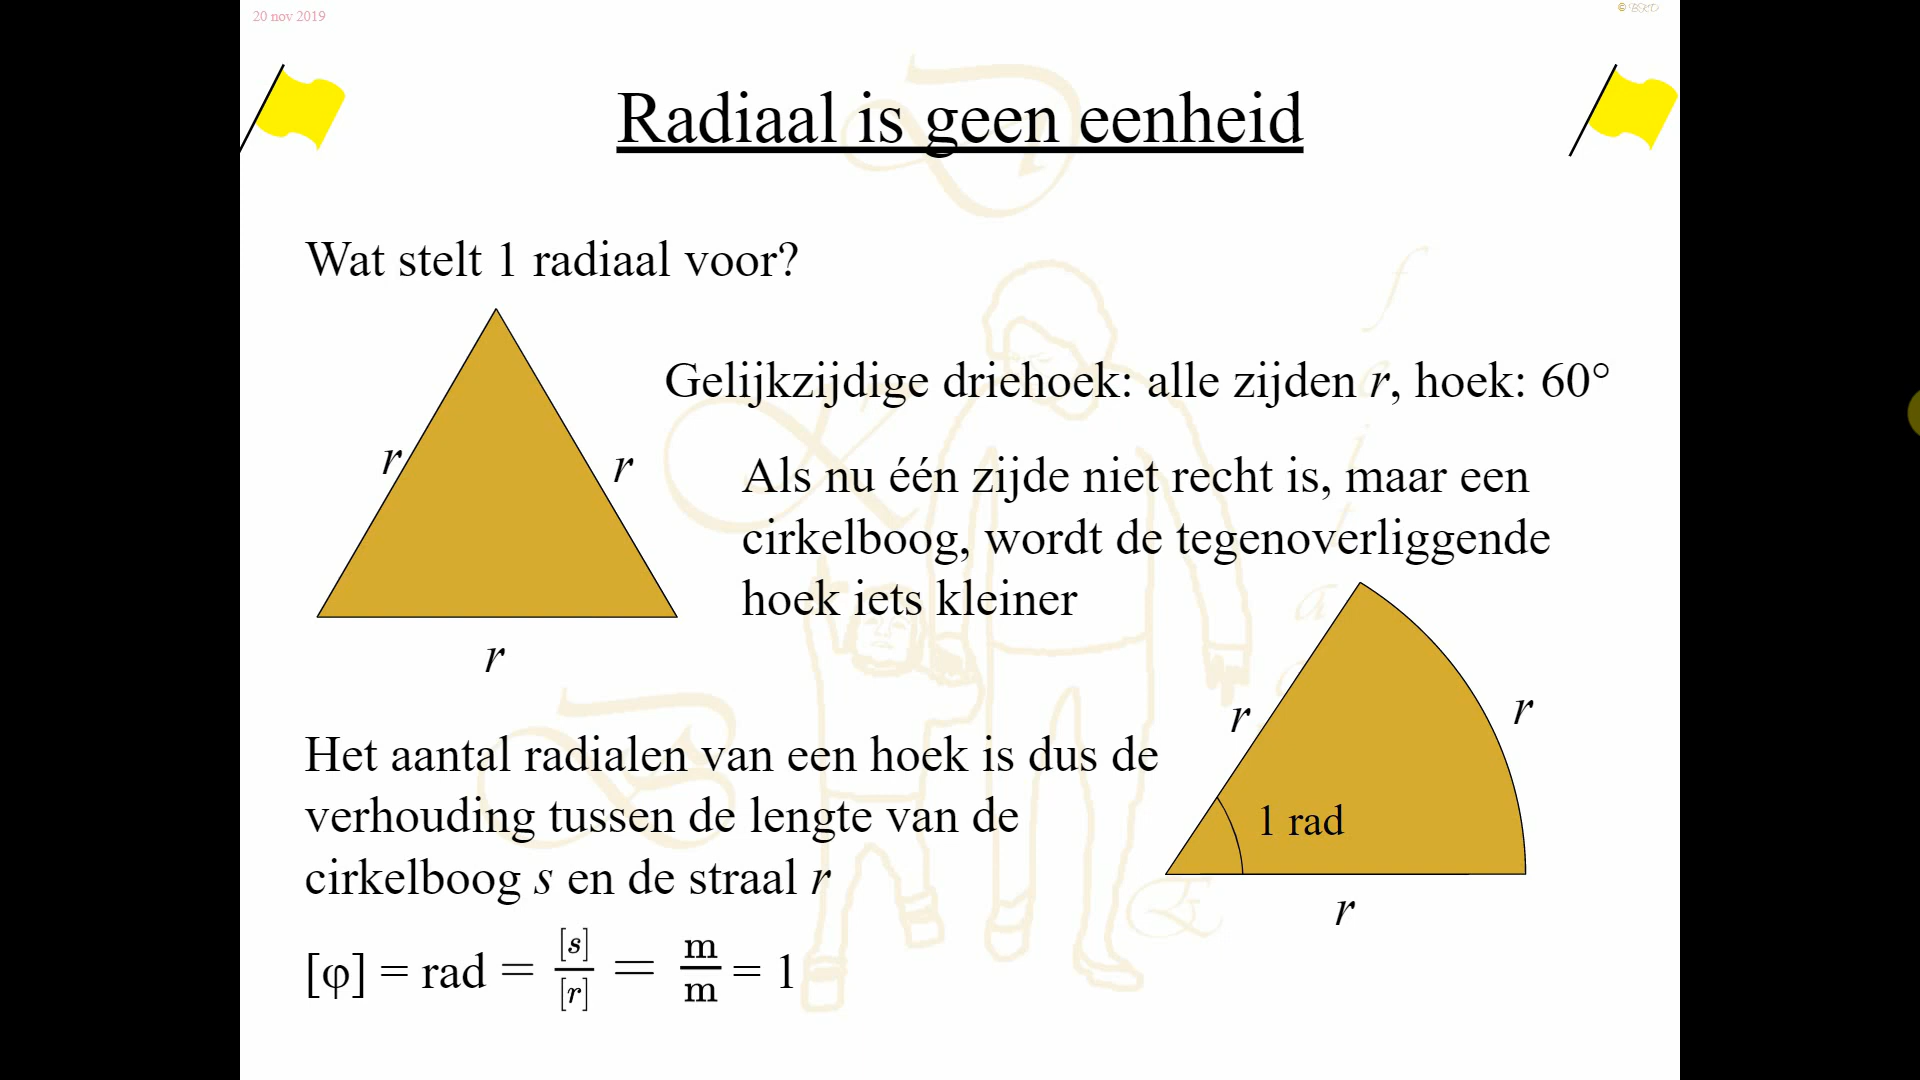 20 nov 2019
© BKD
Radiaal is geen eenheid
Wat stelt 1 radiaal voor?
Gelijkzijdige driehoek: alle zijden r, hoek: 60°
r
r
r
Als nu één zijde niet recht is, maar een
cirkelboog, wordt de tegenoverliggende
hoek iets kleiner
r
r
1 rad
r
Het aantal radialen van een hoek is dus de
verhouding tussen de lengte van de
cirkelboog s en de straal r
[φ] = rad = [s]/[r] = m/m = 1